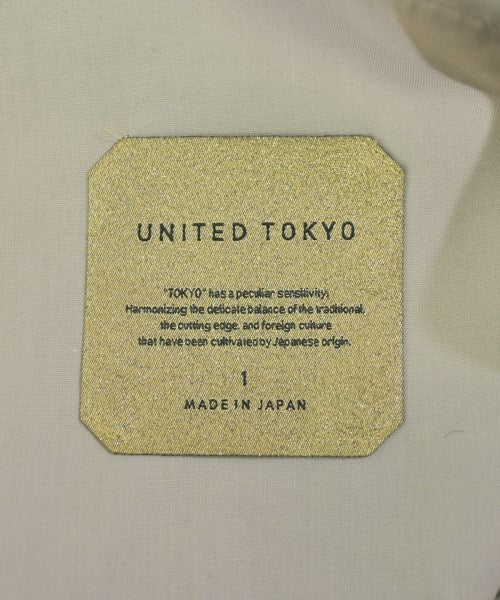 UNITED TOKYO
"TOKYO" has a peculiar sensitivity.
Harmonizing the delicate balance of the traditional,
the cutting edge, and foreign culture
that have been cultivated by Japanese origin.
1
MADE IN JAPAN